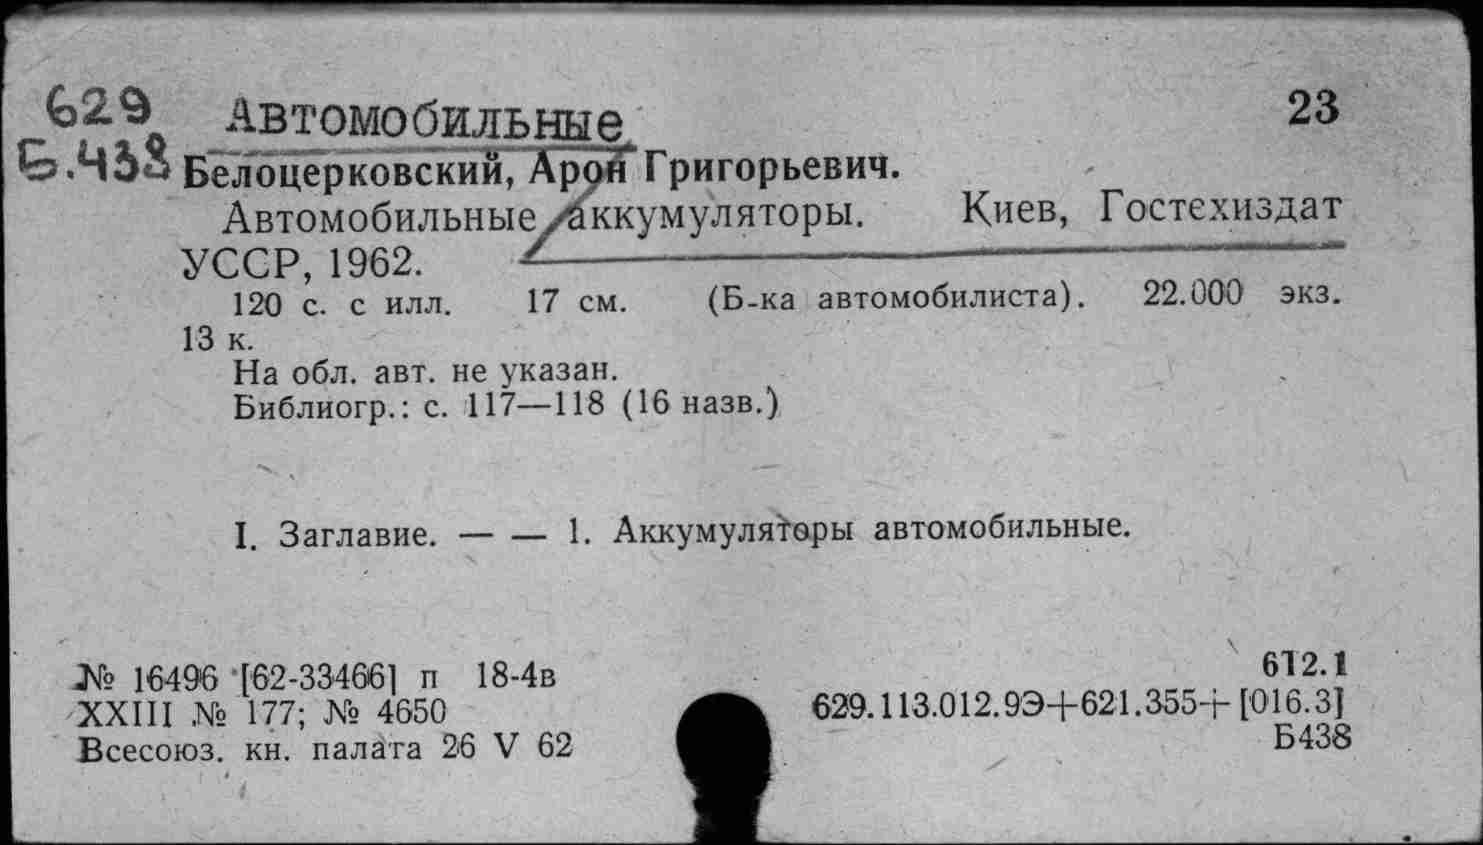 629 Автомобильные 23
Б.438 Белоцерковский, Арон Григорьевич.
Автомобильные аккумуляторы. Киев, Гостехиздат
УССР, 1962.
120 с. с илл. 17 см. (Б-ка автомобилиста). 22.000 экз.
13 к.
На обл. авт. не указан.
Библиогр.: с. 117—118 (16 назв.)
I. Заглавие. — — 1. Аккумуляторы автомобильные.
№ 16496 [62-33466] п 18-4в
XXIII № 177; № 4650
Всесоюз. кн. палата 26 V 62
6Т2.1
629.113.012.9Э+621.355+[016.3]
Б438